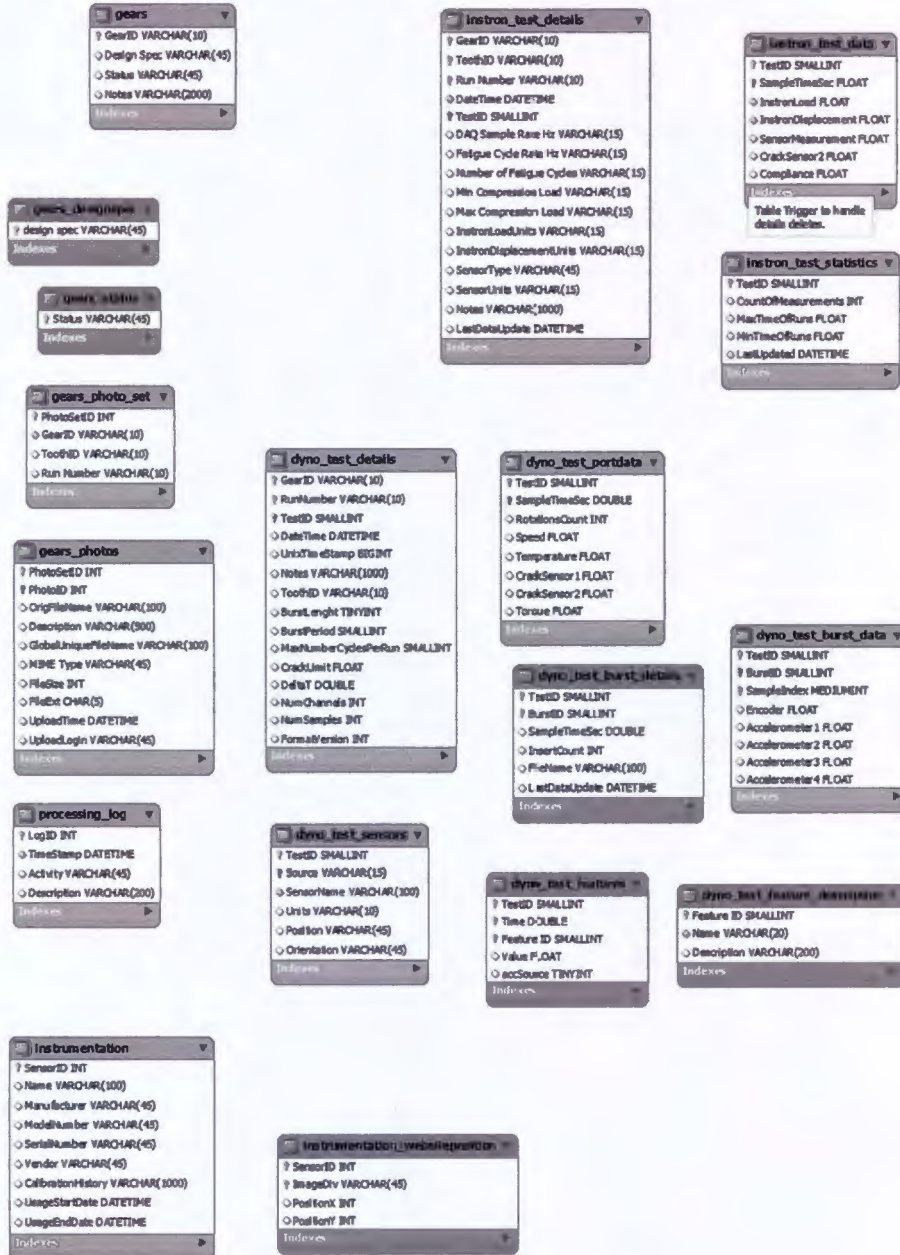 gears
GearID VARCHAR(10)
Design Spec VARCHAR(45)
Status VARCHAR(45)
Notes VARCHAR(2000)
Indexes
instron_test_details
GearID VARCHAR(10)
ToothID VARCHAR(10)
Run Number VARCHAR(10)
DateTime DATETIME
TestID SMALLINT
DAQ Sample Rate Hz VARCHAR(15)
Fatigue Cycle Rate Hz VARCHAR(15)
Number of Fatigue Cycles VARCHAR(15)
Min Compression Load VARCHAR(15)
Max Compression Load VARCHAR(15)
InstronLoadUnits VARCHAR(15)
InstronDisplacementUnits VARCHAR(15)
SensorType VARCHAR(45)
SensorUnits VARCHAR(15)
Notes VARCHAR(1000)
LastDataUpdate DATETIME
Indexes
instron_test_data
TestID SMALLINT
SampleTimeSec FLOAT
InstronLoad FLOAT
InstronDisplacement FLOAT
SensorMeasurement FLOAT
CrackSensor2 FLOAT
Compliance FLOAT
Indexes
Table Trigger to handle
details deletes.
gears_designspec
design spec VARCHAR(45)
Indexes
instron_test_statistics
TestID SMALLINT
CountOfMeasurements INT
MaxTimeOfRuns FLOAT
MinTimeOfRuns FLOAT
LastUpdated DATETIME
Indexes
gears_status
Status VARCHAR(45)
Indexes
gears_photo_set
PhotoSetID INT
GearID VARCHAR(10)
ToothID VARCHAR(10)
Run Number VARCHAR(10)
Indexes
dyno_test_details
GearID VARCHAR(10)
RunNumber VARCHAR(10)
TestID SMALLINT
DateTime DATETIME
UnixTimeStamp BIGINT
Notes VARCHAR(1000)
ToothID VARCHAR(10)
BurstLenght TINYINT
BurstPeriod SMALLINT
MaxNumberCyclesPerRun SMALLINT
CrackLimit FLOAT
DeltaT DOUBLE
NumChannels INT
NumSamples INT
FormatVersion INT
Indexes
dyno_test_portdata
TestID SMALLINT
SampleTimeSec DOUBLE
RotationsCount INT
Speed FLOAT
Temperature FLOAT
CrackSensor1 FLOAT
CrackSensor2 FLOAT
Torque FLOAT
Indexes
gears_photos
PhotoSetID INT
PhotoID INT
OrigFileName VARCHAR(100)
Description VARCHAR(500)
GlobalUniqueFileName VARCHAR(100)
MIME Type VARCHAR(45)
FileSize INT
FileExt CHAR(5)
UploadTime DATETIME
UploadLogin VARCHAR(45)
Indexes
dyno_test_burst_details
TestID SMALLINT
BurstID SMALLINT
SampleTimeSec DOUBLE
InsertCount INT
FileName VARCHAR(100)
LastDataUpdate DATETIME
Indexes
dyno_test_burst_data
TestID SMALLINT
BurstID SMALLINT
SampleIndex MEDIUMINT
Encoder FLOAT
Accelerometer1 FLOAT
Accelerometer2 FLOAT
Accelerometer3 FLOAT
Accelerometer4 FLOAT
Indexes
processing_log
LogID INT
TimeStamp DATETIME
Activity VARCHAR(45)
Description VARCHAR(200)
Indexes
dyno_test_sensors
TestID SMALLINT
Source VARCHAR(15)
SensorName VARCHAR(100)
Units VARCHAR(10)
Position VARCHAR(45)
Orientation VARCHAR(45)
Indexes
dyno_test_features
TestID SMALLINT
Time DOUBLE
Feature ID SMALLINT
Value FLOAT
accSource TINYINT
Indexes
dyno_test_feature_description
Feature ID SMALLINT
Name VARCHAR(20)
Description VARCHAR(200)
Indexes
instrumentation
SensorID INT
Name VARCHAR(100)
Manufacturer VARCHAR(45)
ModelNumber VARCHAR(45)
SerialNumber VARCHAR(45)
Vendor VARCHAR(45)
CalibrationHistory VARCHAR(1000)
UsageStartDate DATETIME
UsageEndDate DATETIME
Indexes
SensorID INT
ImageDiv VARCHAR(45)
PositionX INT
PositionY INT
Indexes